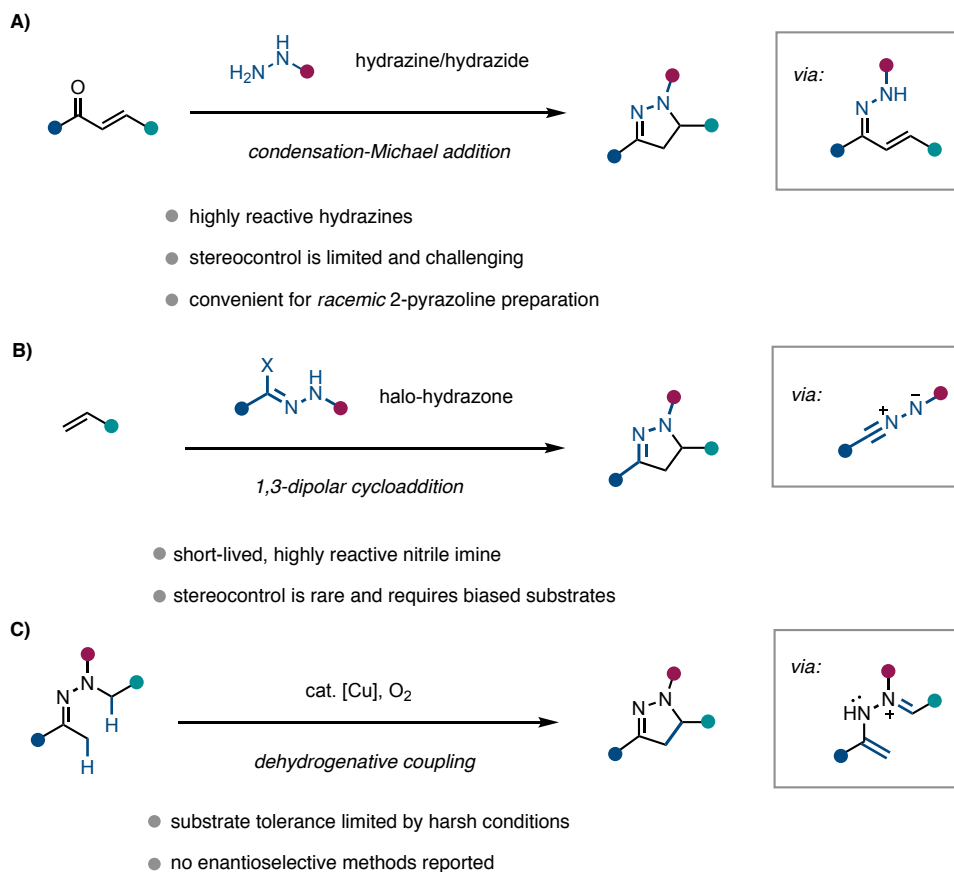 A)
H
N
H₂N
hydrazine/hydrazide
O
condensation-Michael addition
N
N
via:
NH
N
highly reactive hydrazines
stereocontrol is limited and challenging
convenient for racemic 2-pyrazoline preparation
B)
X
H
N
N
halo-hydrazone
1,3-dipolar cycloaddition
N
N
via:
+
N
−
N
short-lived, highly reactive nitrile imine
stereocontrol is rare and requires biased substrates
C)
N
N
H
H
cat. [Cu], O₂
dehydrogenative coupling
N
N
via:
··
HN
N
+
substrate tolerance limited by harsh conditions
no enantioselective methods reported